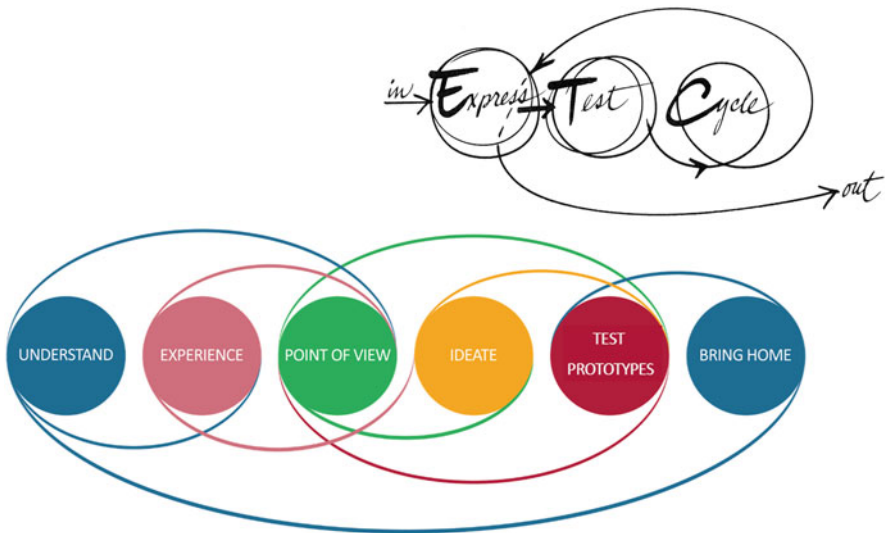 in Express Test Cycle
out
UNDERSTAND EXPERIENCE POINT OF VIEW IDEATE TEST PROTOTYPES BRING HOME